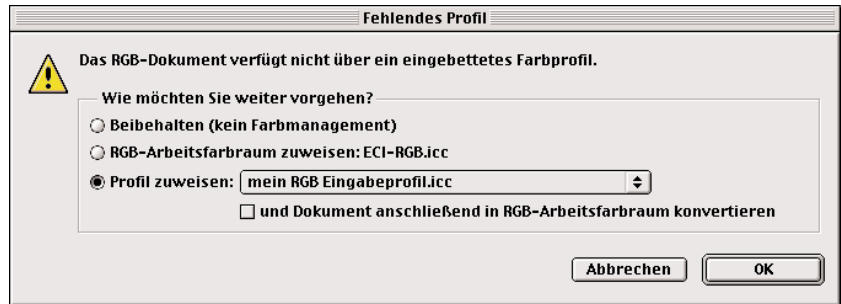 Fehlendes Profil
Das RGB-Dokument verfügt nicht über ein eingebettetes Farbprofil.
Wie möchten Sie weiter vorgehen?
Beibehalten (kein Farbmanagement)
RGB-Arbeitsfarbraum zuweisen: ECI-RGB.icc
Profil zuweisen: mein RGB Eingabeprofil.icc
und Dokument anschließend in RGB-Arbeitsfarbraum konvertieren
Abbrechen OK